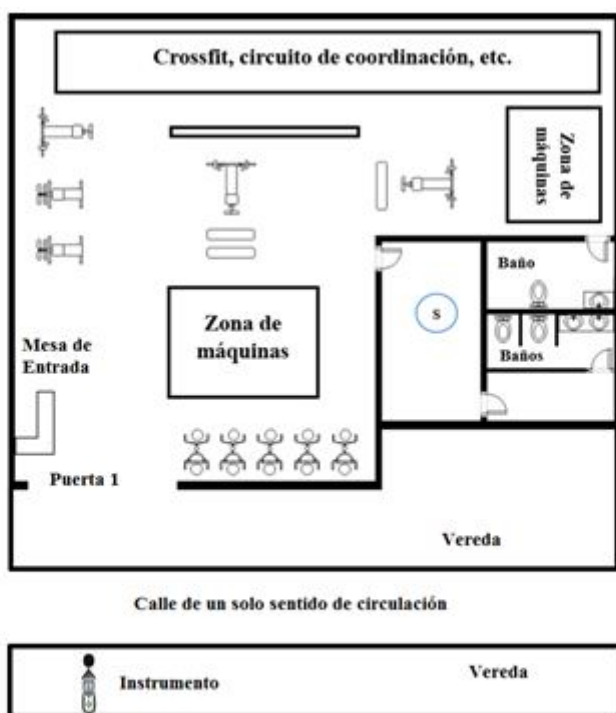 Crossfit, circuito de coordinación, etc.
Zona de
máquinas
Baño
S
Zona de
máquinas
Mesa de
Entrada
Baños
Puerta 1
Vereda
Calle de un solo sentido de circulación
Instrumento
Vereda